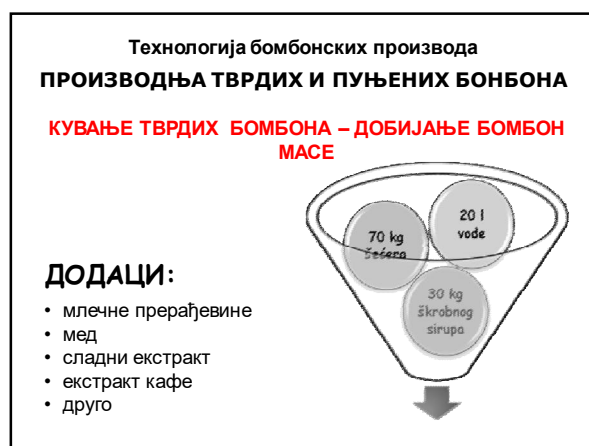 Технологија бомбонских производа
ПРОИЗВОДЊА ТВРДИХ И ПУЊЕНИХ БОНБОНА
КУВАЊЕ ТВРДИХ БОМБОНА – ДОБИЈАЊЕ БОМБОН
МАСЕ
20 l
vode
70 kg
šećera
30 kg
škrobnog
sirupa
ДОДАЦИ:
• млечне прерађевине
• мед
• сладни екстракт
• екстракт кафе
• друго